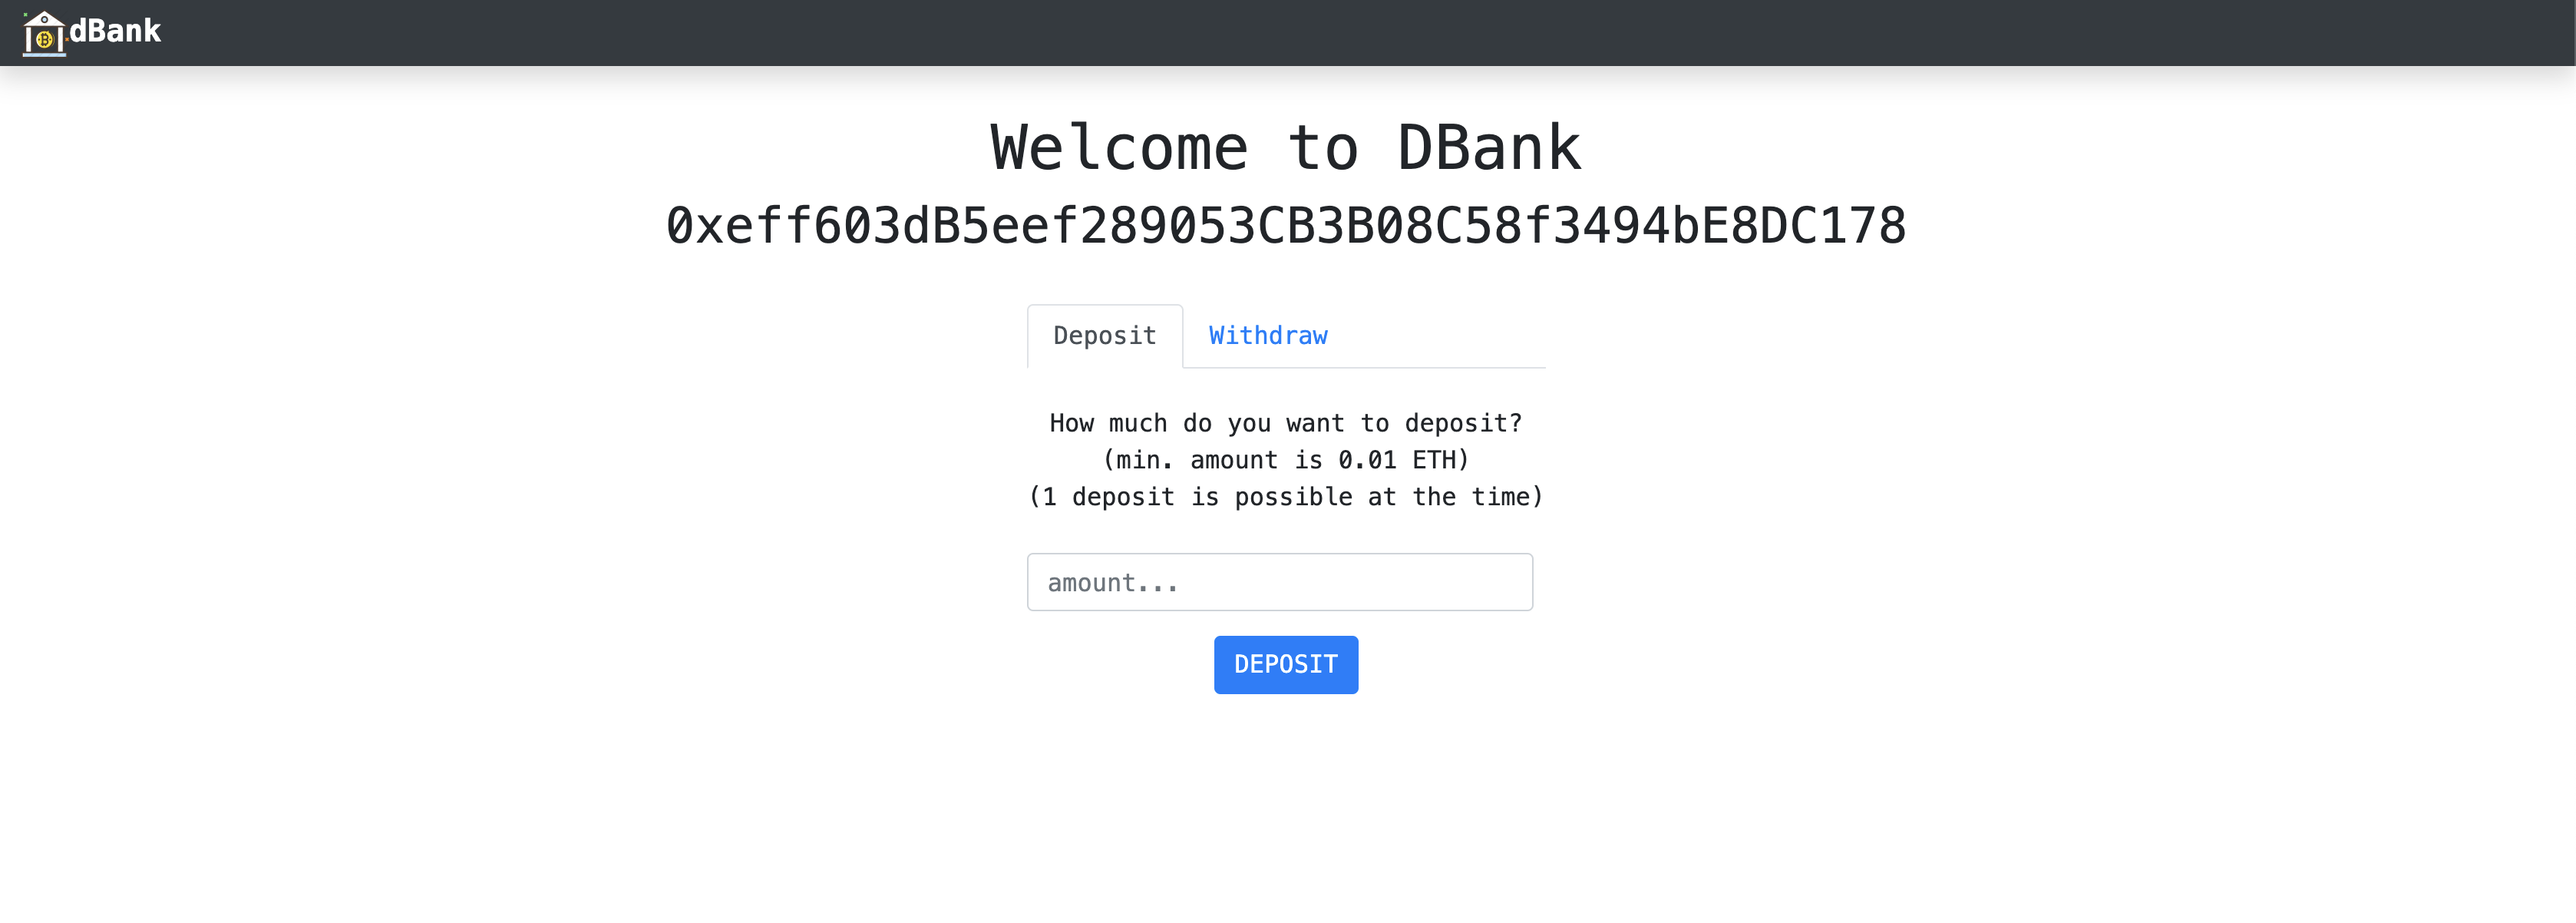 dBank
Welcome to DBank
0xeff603dB5eef289053CB3B08C58f3494bE8DC178
Deposit Withdraw
How much do you want to deposit?
(min. amount is 0.01 ETH)
(1 deposit is possible at the time)
amount...
DEPOSIT